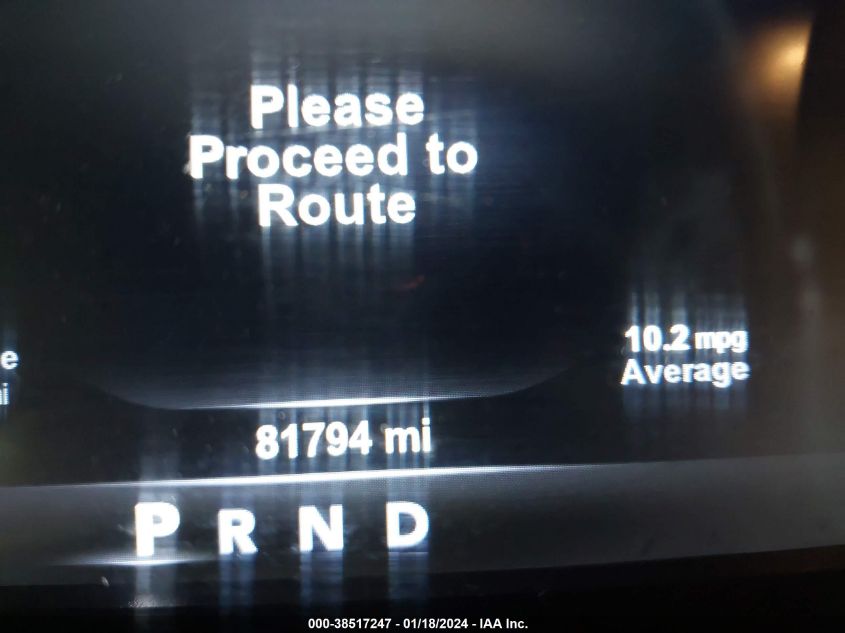 Please
Proceed to
Route
10.2 mpg
Average
81794 mi
P R N D
000-38517247 - 01/18/2024 - IAA Inc.